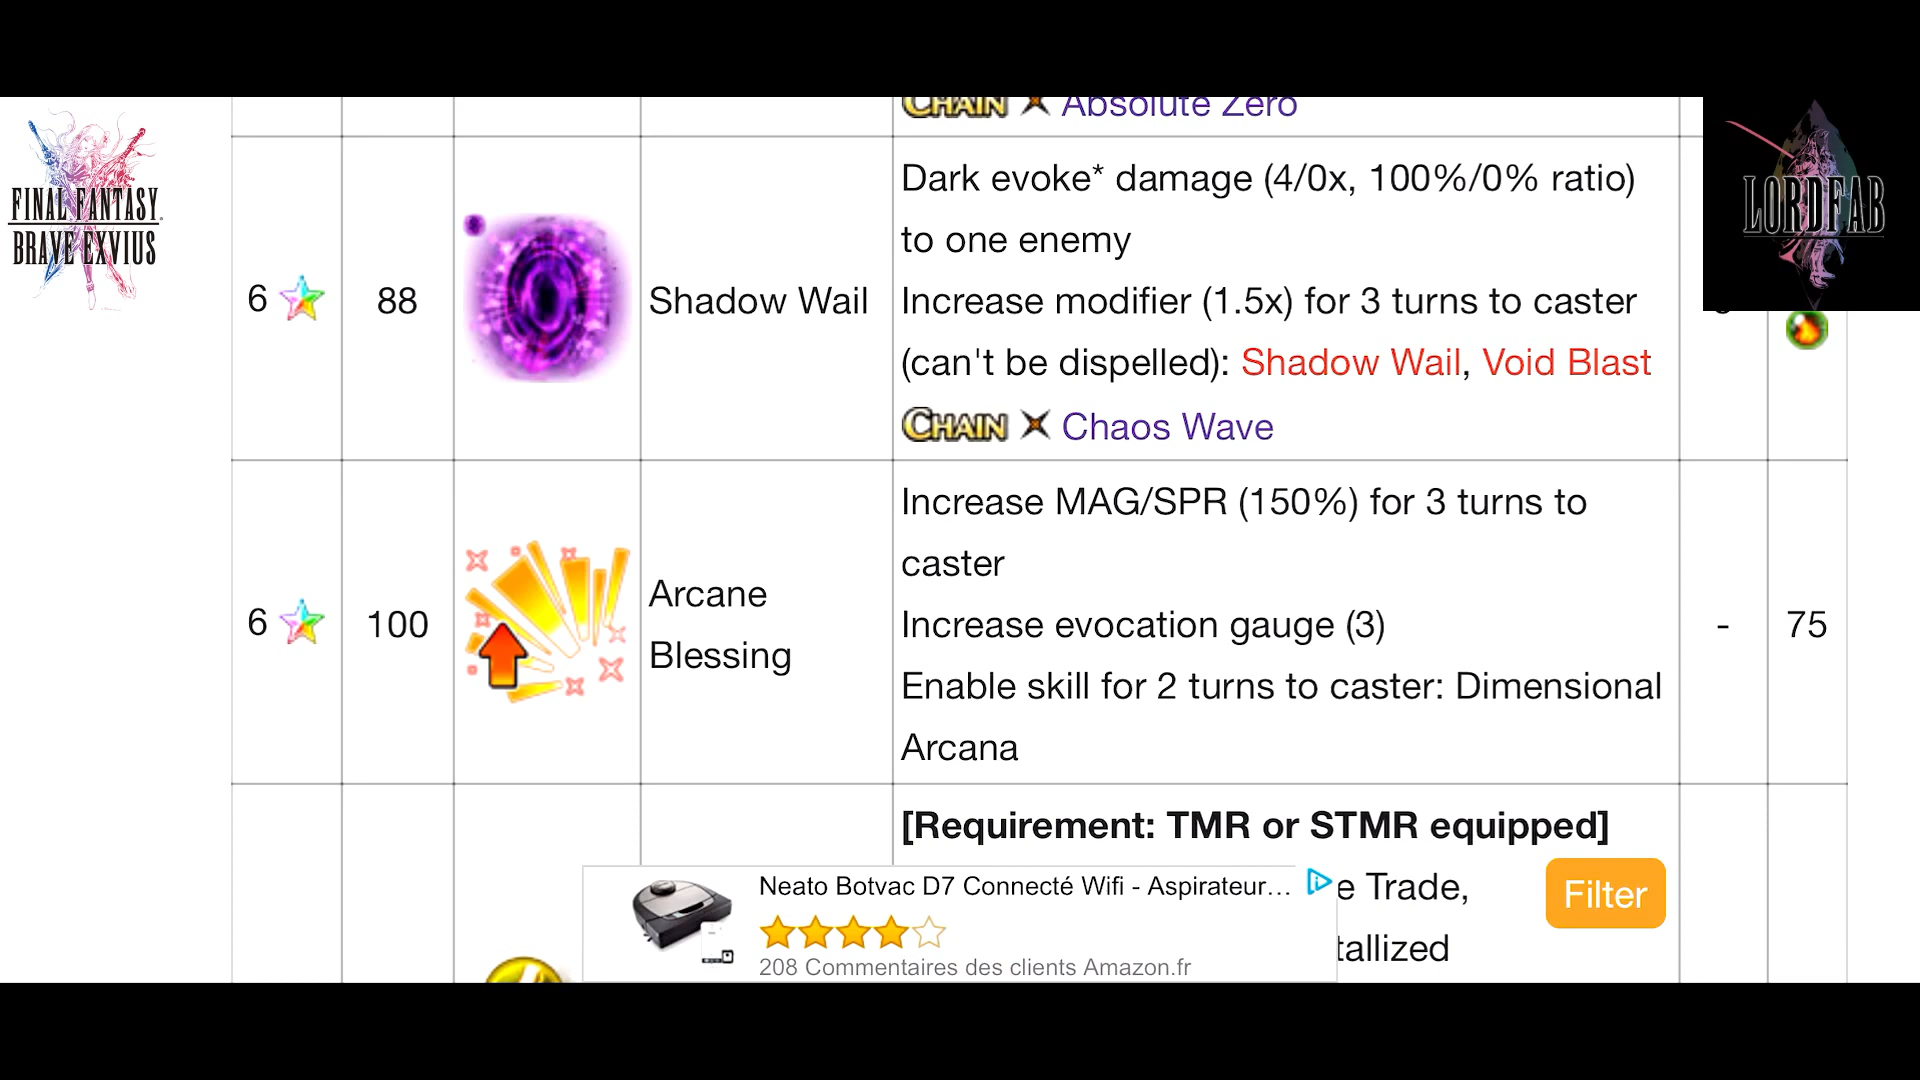 CHAIN Absolute Zero
FINAL FANTASY
BRAVE EXVIUS
LORDFAB
6 88 Shadow Wail
Dark evoke* damage (4/0x, 100%/0% ratio)
to one enemy
Increase modifier (1.5x) for 3 turns to caster
(can't be dispelled): Shadow Wail, Void Blast
CHAIN Chaos Wave
6 100 Arcane
Blessing
Increase MAG/SPR (150%) for 3 turns to
caster
Increase evocation gauge (3)
Enable skill for 2 turns to caster: Dimensional
Arcana
- 75
[Requirement: TMR or STMR equipped]
e Trade,
tallized
Filter
Neato Botvac D7 Connecté Wifi - Aspirateur...
208 Commentaires des clients Amazon.fr